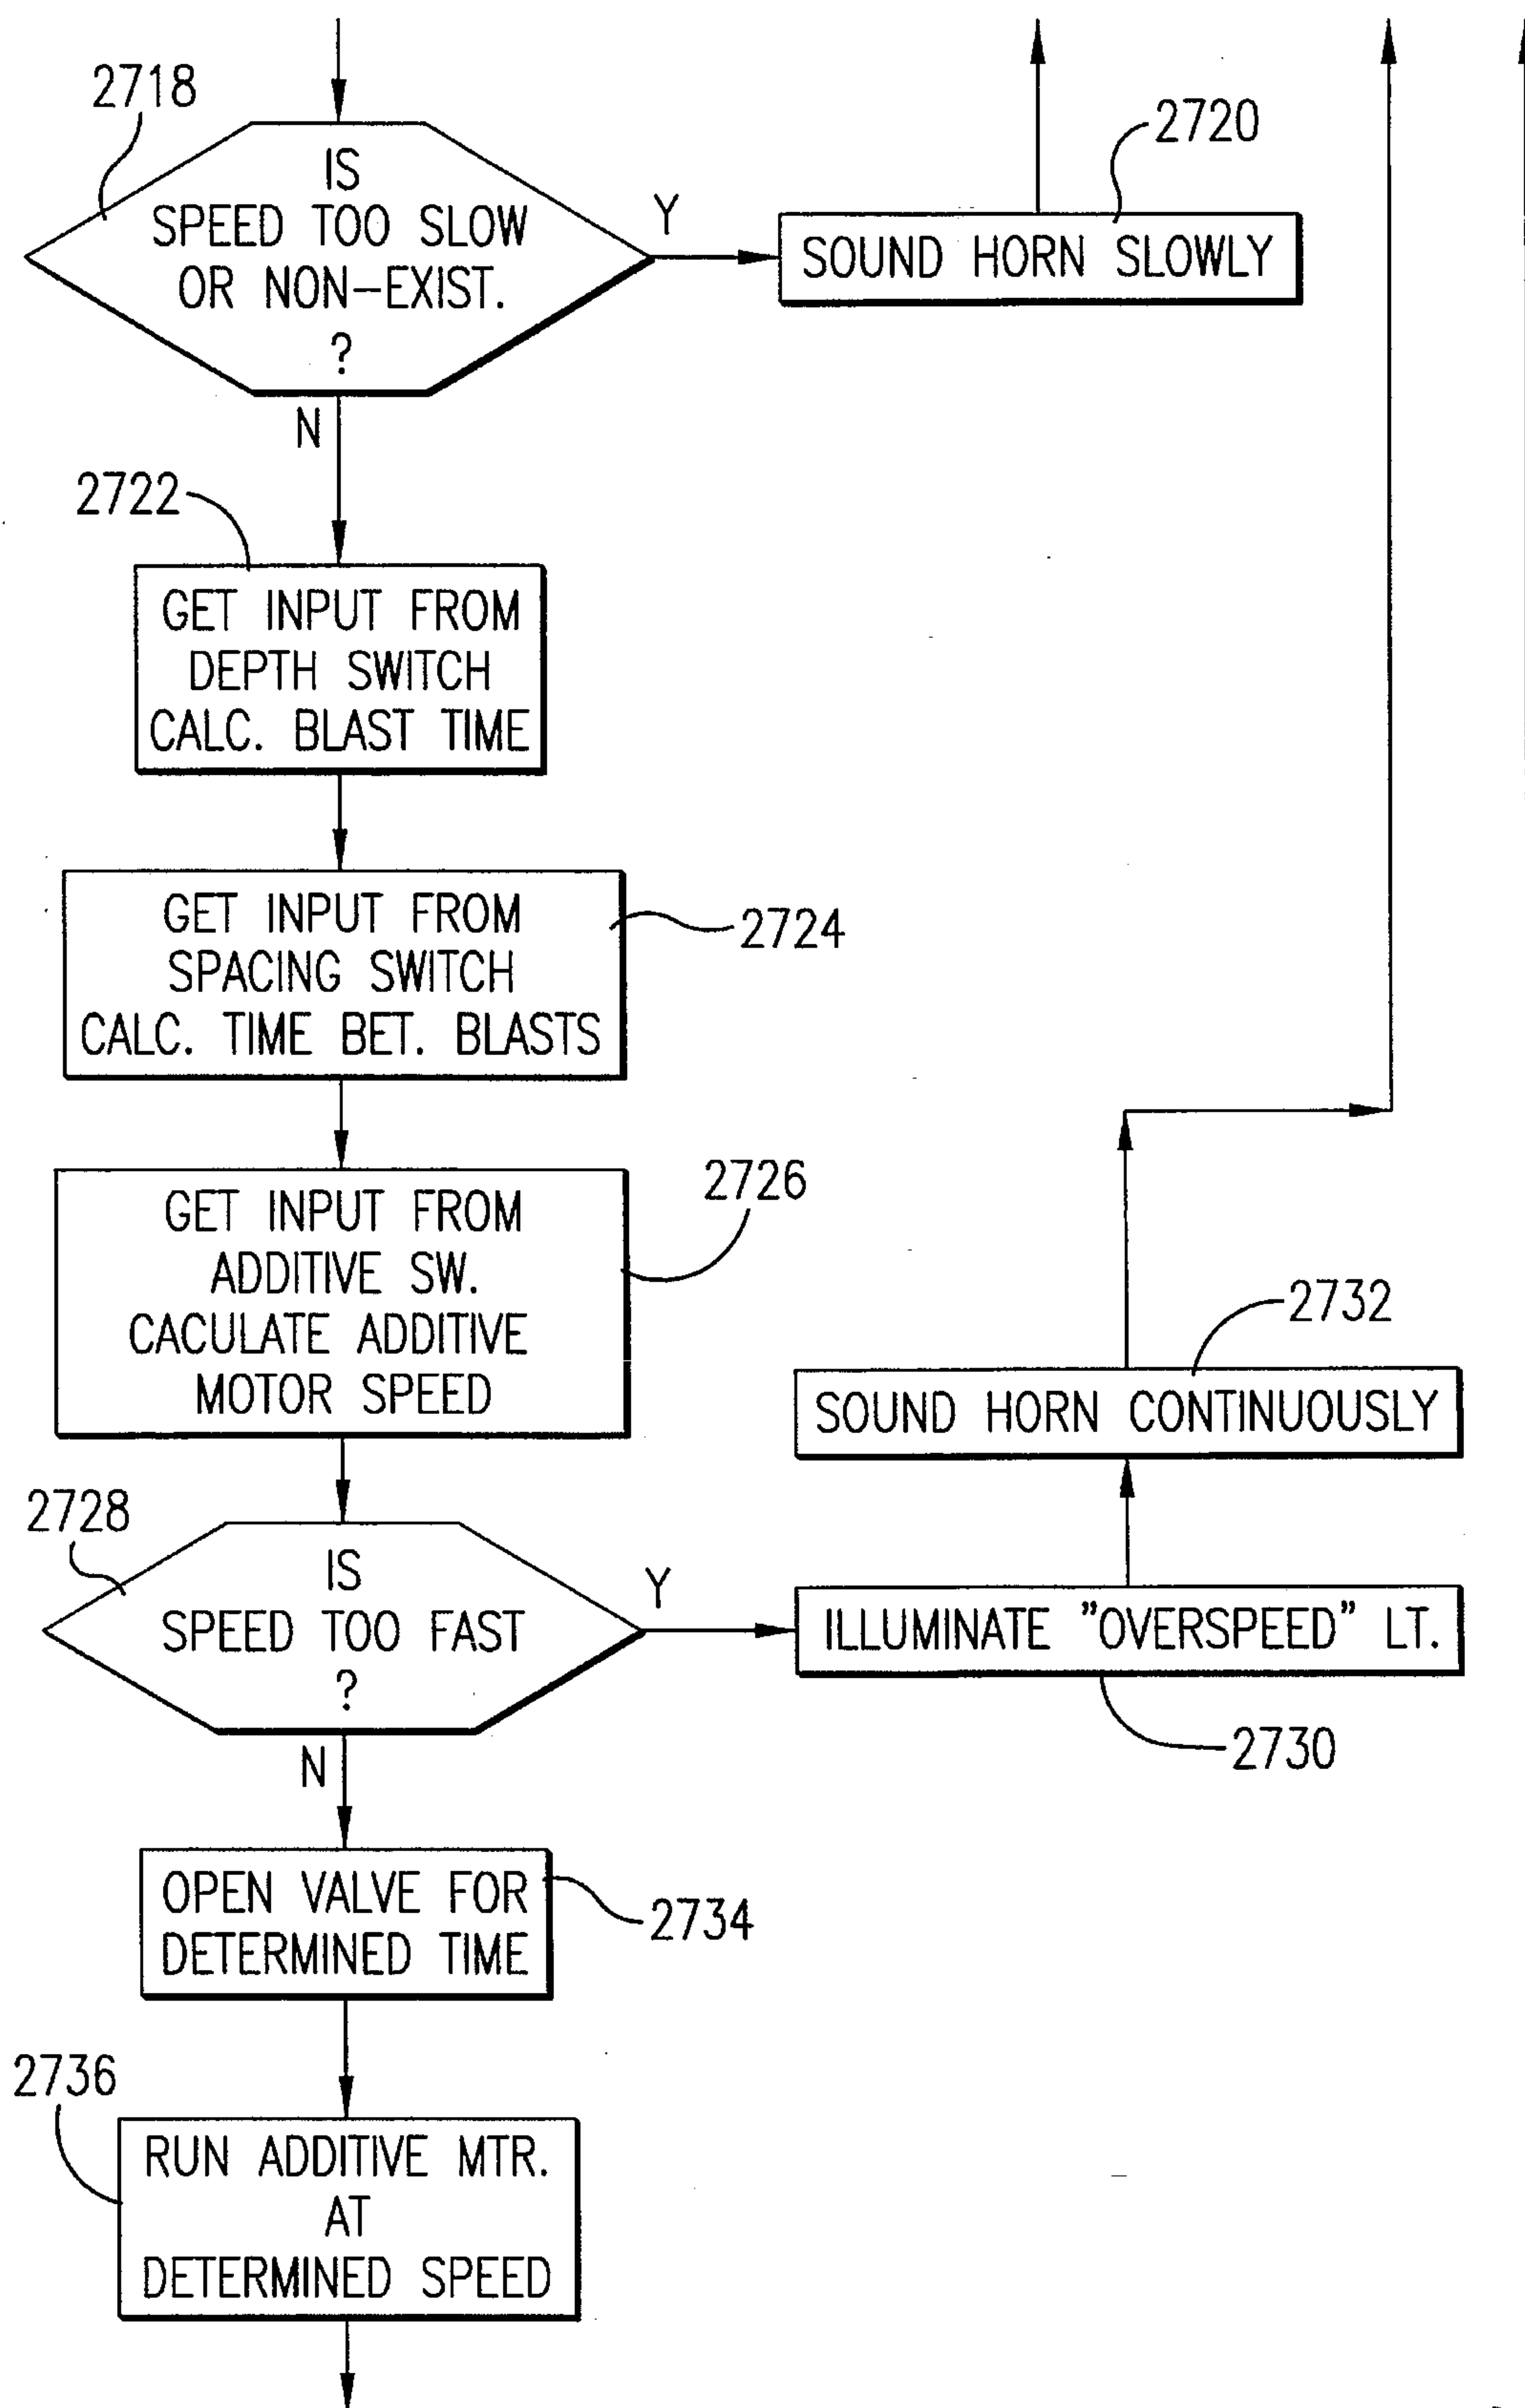 2718
IS
SPEED TOO SLOW
OR NON-EXIST.
?
Y
2720
SOUND HORN SLOWLY
N
2722
GET INPUT FROM
DEPTH SWITCH
CALC. BLAST TIME
GET INPUT FROM
SPACING SWITCH
CALC. TIME BET. BLASTS
2724
GET INPUT FROM
ADDITIVE SW.
CACULATE ADDITIVE
MOTOR SPEED
2726
2732
SOUND HORN CONTINUOUSLY
2728
IS
SPEED TOO FAST
?
Y
ILLUMINATE "OVERSPEED" LT.
2730
N
OPEN VALVE FOR
DETERMINED TIME
2734
2736
RUN ADDITIVE MTR.
AT
DETERMINED SPEED